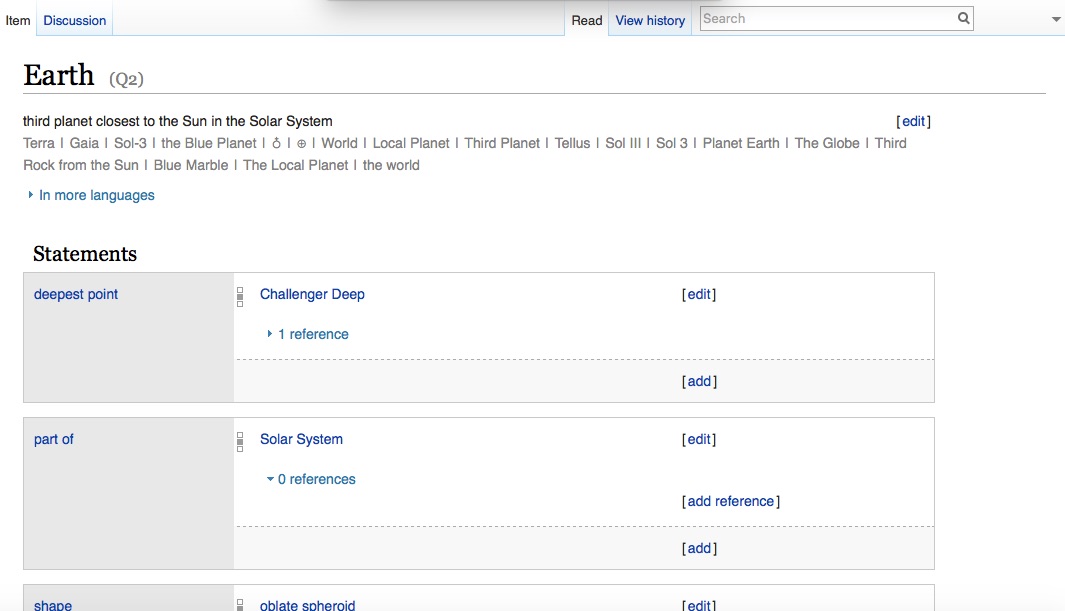 Item Discussion Read View history Search
Earth (Q2)
third planet closest to the Sun in the Solar System [edit]
Terra | Gaia | Sol-3 | the Blue Planet | ♁ | ⊕ | World | Local Planet | Third Planet | Tellus | Sol III | Sol 3 | Planet Earth | The Globe | Third
Rock from the Sun | Blue Marble | The Local Planet | the world
In more languages
Statements
deepest point Challenger Deep [edit]
1 reference
[add]
part of Solar System [edit]
0 references
[add reference]
[add]
shape oblate spheroid [edit]